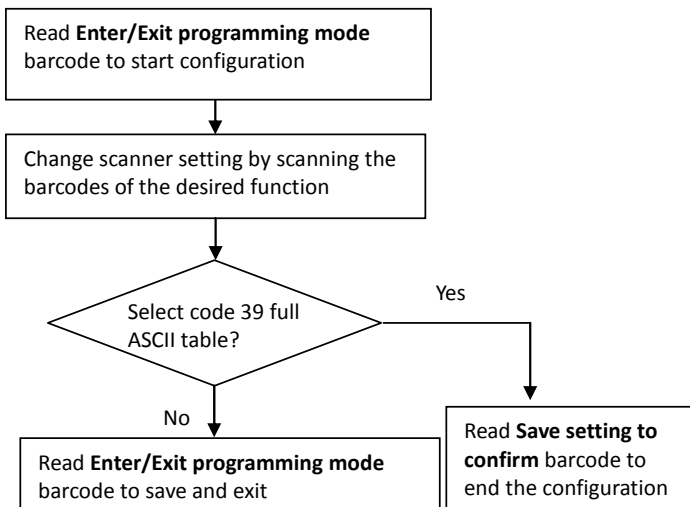 Read Enter/Exit programming mode
barcode to start configuration
Change scanner setting by scanning the
barcodes of the desired function
Select code 39 full
ASCII table?
Yes
No
Read Enter/Exit programming mode
barcode to save and exit
Read Save setting to
confirm barcode to
end the configuration